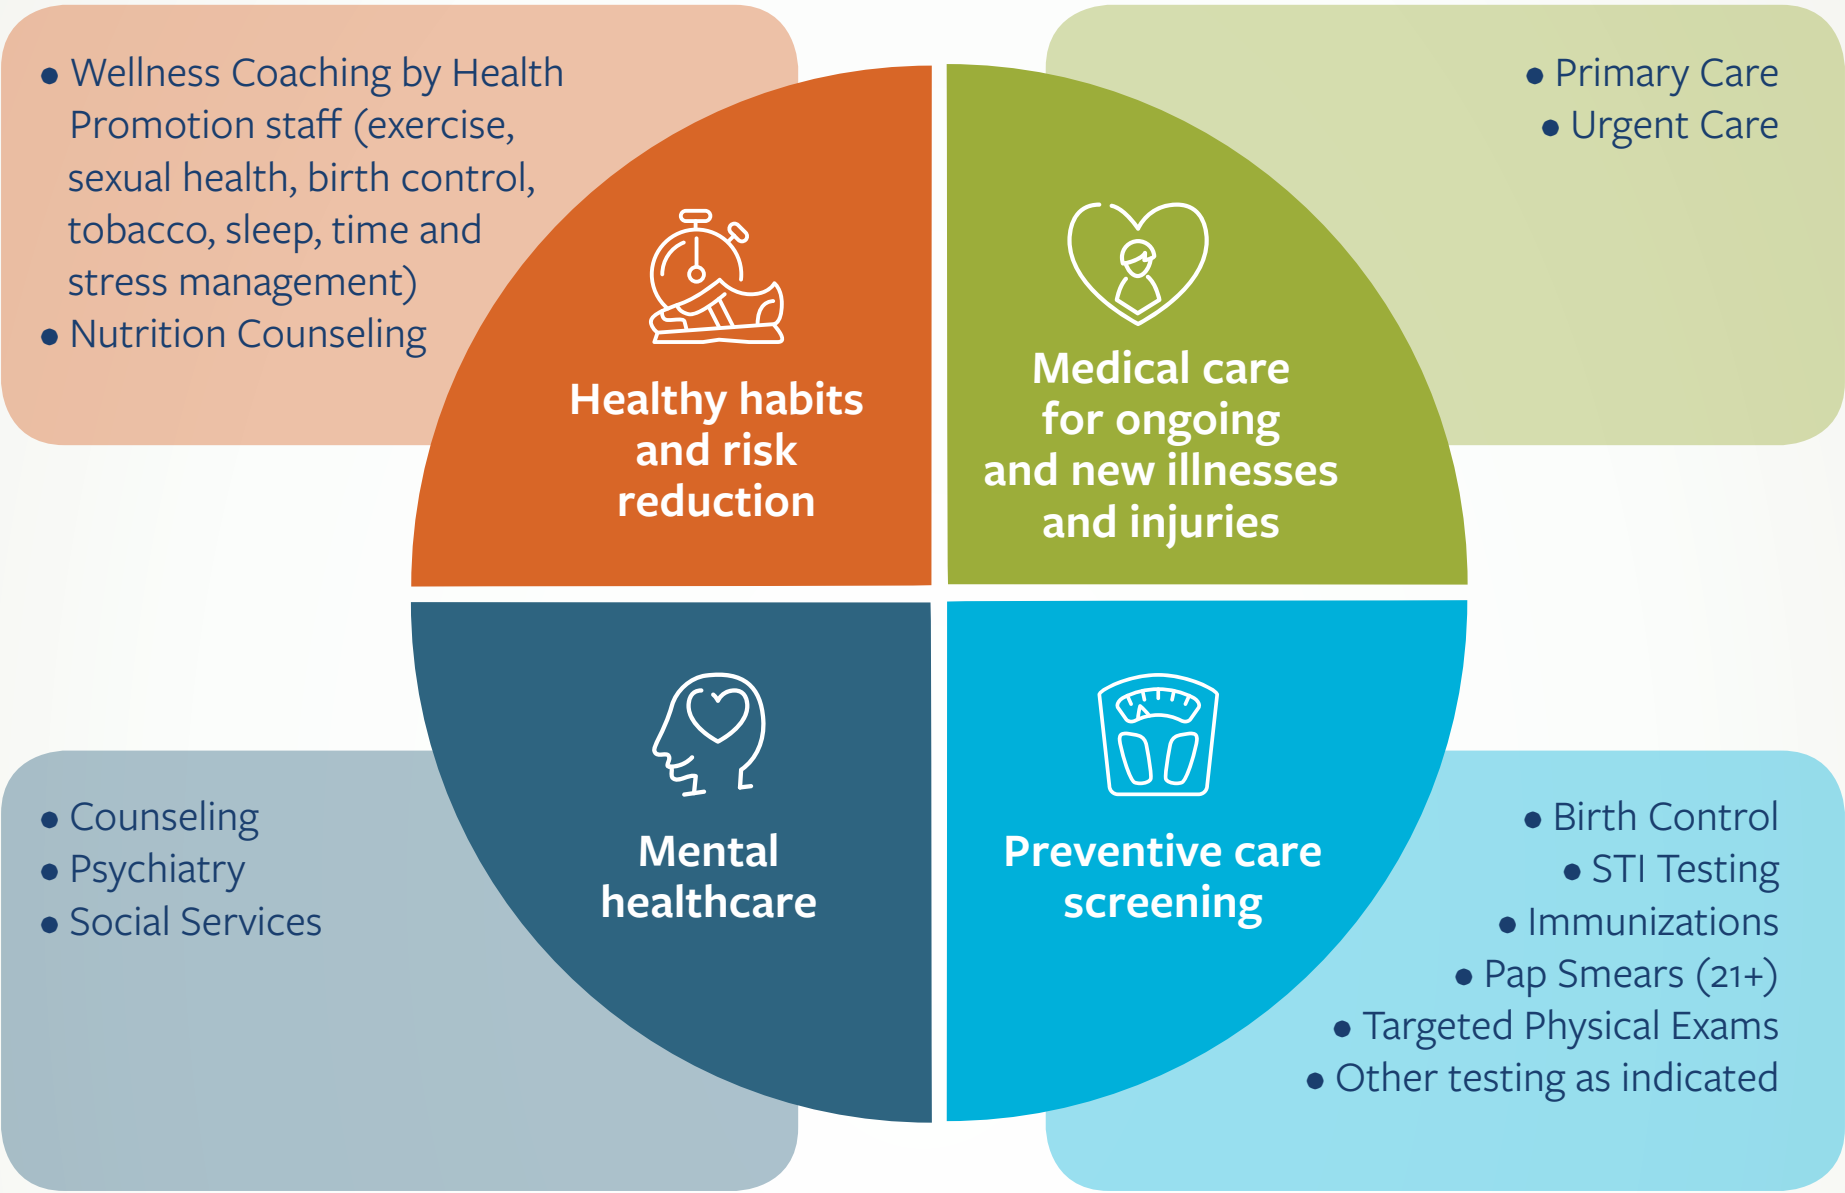 ● Wellness Coaching by Health
Promotion staff (exercise,
sexual health, birth control,
tobacco, sleep, time and
stress management)
● Nutrition Counseling
Healthy habits
and risk
reduction
● Primary Care
● Urgent Care
Medical care
for ongoing
and new illnesses
and injuries
● Counseling
● Psychiatry
● Social Services
Mental
healthcare
Preventive care
screening
● Birth Control
● STI Testing
● Immunizations
● Pap Smears (21+)
● Targeted Physical Exams
● Other testing as indicated